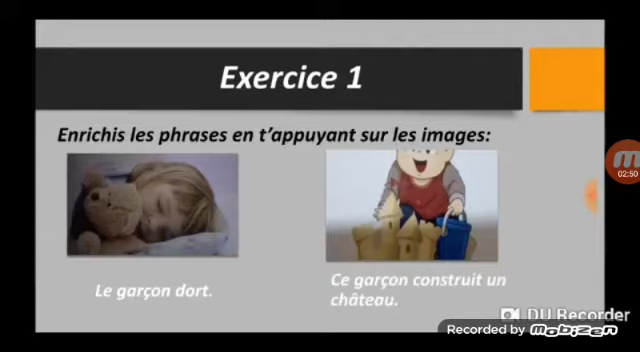 Exercice 1
Enrichis les phrases en t'appuyant sur les images:
M
02:50
Le garçon dort.
Ce garçon construit un
château.
DU Recorder
Recorded by Mobizen